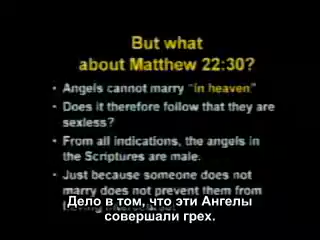 But what
about Matthew 22:30?
• Angels cannot marry “in heaven”
• Does it therefore follow that they are
sexless?
• From all indications, the angels in
the Scriptures are male.
• Just because someone does not
marry does not prevent them from
Дело в том, что эти Ангелы
совершали грех.